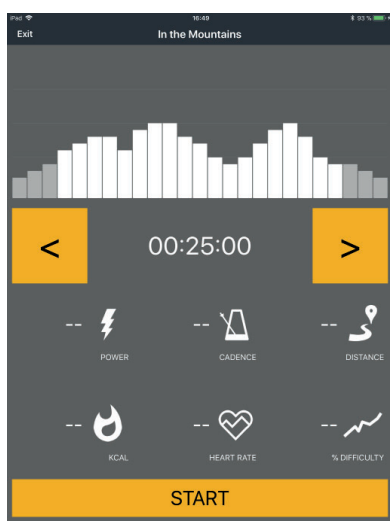 iPad 16:49 93 %
Exit In the Mountains
< 00:25:00 >
-- -- --
POWER CADENCE DISTANCE
-- -- --
KCAL HEART RATE % DIFFICULTY
START